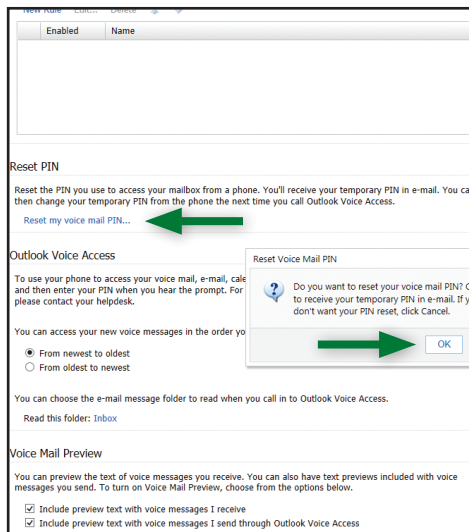 New Rule Edit... Delete
Enabled Name
Reset PIN
Reset the PIN you use to access your mailbox from a phone. You'll receive your temporary PIN in e-mail. You
then change your temporary PIN from the phone the next time you call Outlook Voice Access.
Reset my voice mail PIN...
Outlook Voice Access
To use your phone to access your voice mail, e-mail,
and then enter your PIN when you hear the prompt. For
please contact your helpdesk.
You can access your new voice messages in the order
From newest to oldest
From oldest to newest
Reset Voice Mail PIN
Do you want to reset your voice mail PIN?
to receive your temporary PIN in e-mail. If
don't want your PIN reset, click Cancel.
OK
You can choose the e-mail message folder to read when you call in to Outlook Voice Access.
Read this folder: Inbox
Voice Mail Preview
You can preview the text of voice messages you receive. You can also have text previews included with voice
messages you send. To turn on Voice Mail Preview, choose from the options below.
Include preview text with voice messages I receive
Include preview text with voice messages I send through Outlook Voice Access